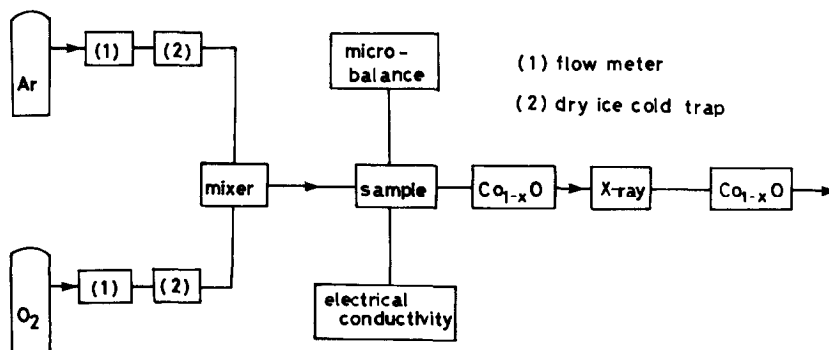 Ar
(1)
(2)
micro-
balance
(1) flow meter
(2) dry ice cold trap
mixer
sample
Co1-xO
X-ray
Co1-xO
O2
(1)
(2)
electrical
conductivity